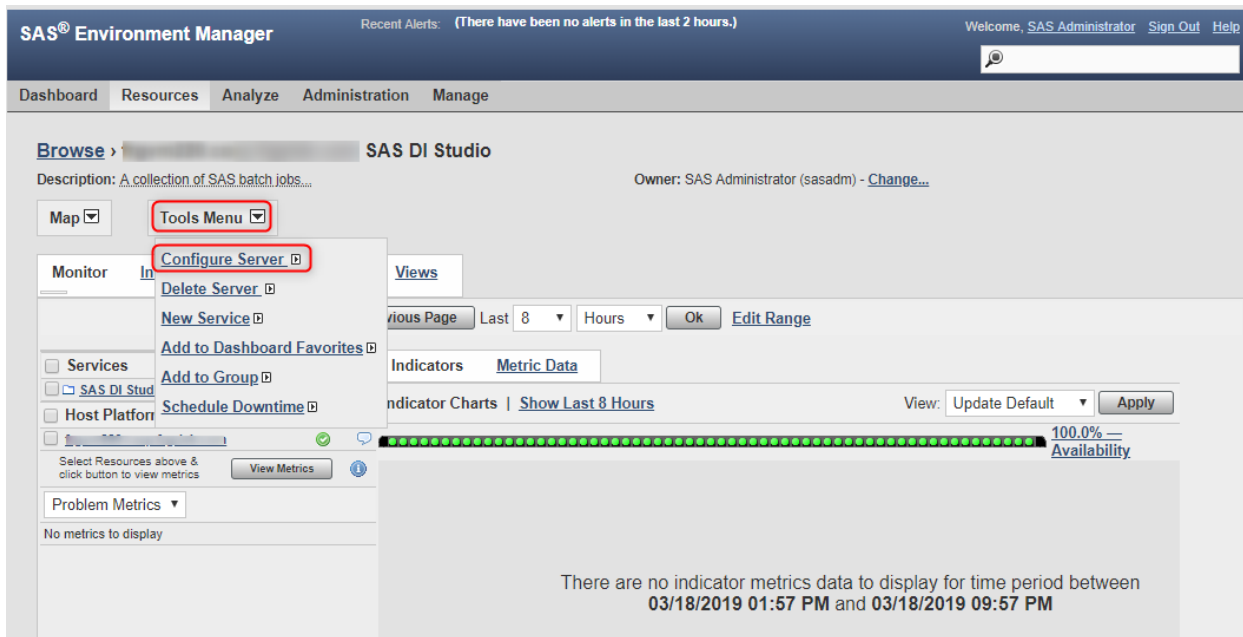 SAS® Environment Manager
Recent Alerts: (There have been no alerts in the last 2 hours.)
Welcome, SAS Administrator Sign Out Help
Dashboard Resources Analyze Administration Manage
Browse › SAS DI Studio
Description: A collection of SAS batch jobs...
Owner: SAS Administrator (sasadm) - Change...
Map Tools Menu
Configure Server
Delete Server
New Service
Add to Dashboard Favorites
Add to Group
Schedule Downtime
Monitor In Views
vious Page Last 8 Hours Ok Edit Range
Services Indicators Metric Data
SAS DI Stud
Host Platforr ndicator Charts | Show Last 8 Hours View: Update Default Apply
100.0% —
Availability
Select Resources above &
click button to view metrics
View Metrics
Problem Metrics
No metrics to display
There are no indicator metrics data to display for time period between
03/18/2019 01:57 PM and 03/18/2019 09:57 PM